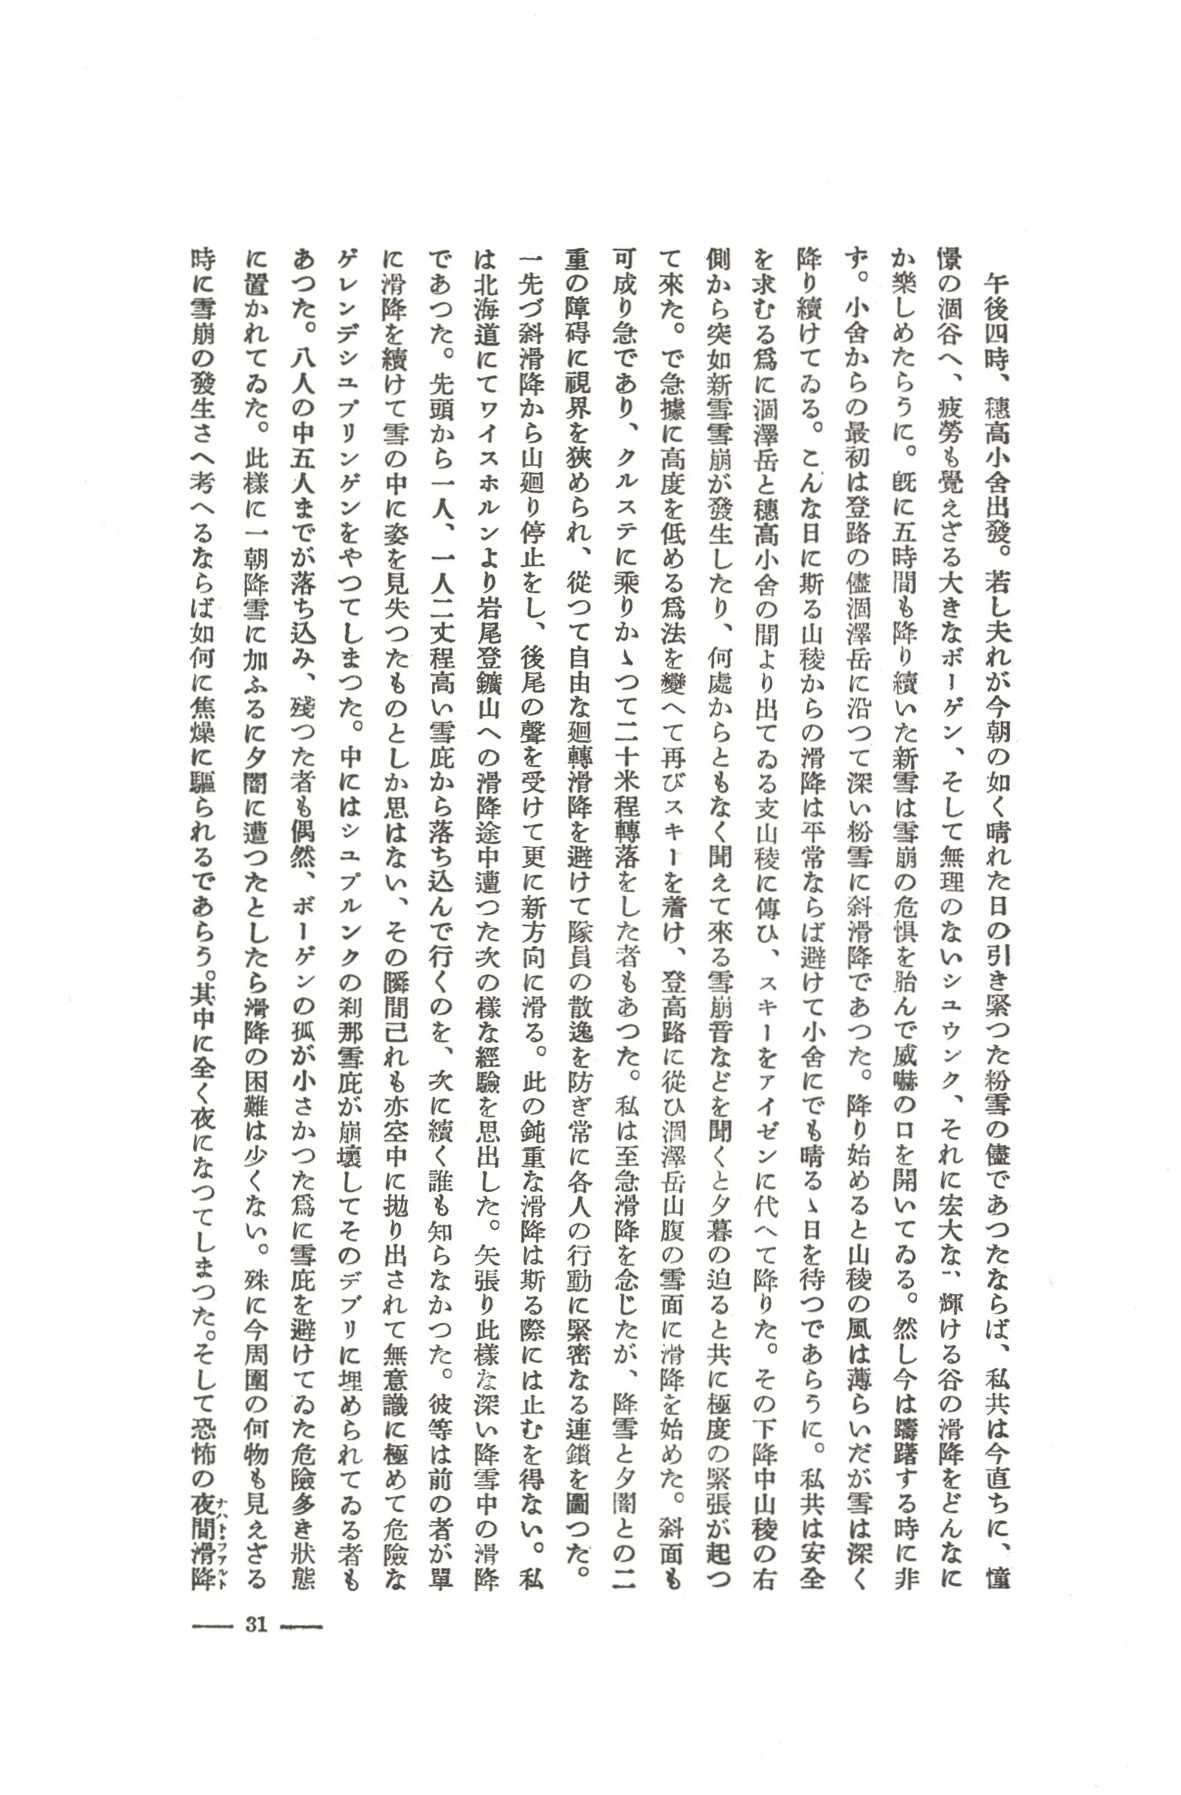 午後四時、穗高小舍出發。若し夫れが今朝の如く晴れた日の引き緊つた粉雪の儘であつたならば、私共は今直ちに、憧
憬の涸谷へ、疲勞も覺えざる大きなボーゲン、そして無理のないシユウンク、それに宏大な、輝ける谷の滑降をどんなに
か樂しめたらうに。既に五時間も降り續いた新雪は雪崩の危惧を胎んで威嚇の口を開いてゐる。然し今は躊躇する時に非
ず。小舍からの最初は登路の儘涸澤岳に沿つて深い粉雪に斜滑降であつた。降り始めると山稜の風は薄らいだが雪は深く
降り續けてゐる。こんな日に斯る山稜からの滑降は平常ならば避けて小舍にでも晴るゝ日を待つであらうに。私共は安全
を求むる爲に涸澤岳と穗高小舍の間より出てゐる支山稜に傳ひ、スキーをアイゼンに代へて降りた。その下降中山稜の右
側から突如新雪雪崩が發生したり、何處からともなく聞えて來る雪崩音などを聞くと夕暮の迫ると共に極度の緊張が起つ
て來た。で急據に高度を低める爲法を變へて再びスキーを着け、登高路に從ひ涸澤岳山腹の雪面に滑降を始めた。斜面も
可成り急であり、クルステに乘りかゝつて二十米程轉落をした者もあつた。私は至急滑降を念じたが、降雪と夕闇との二
重の障碍に視界を狹められ、從つて自由な廻轉滑降を避けて隊員の散逸を防ぎ常に各人の行動に緊密なる連鎖を圖つた。
一先づ斜滑降から山廻り停止をし、後尾の聲を受けて更に新方向に滑る。此の鈍重な滑降は斯る際には止むを得ない。私
は北海道にてワイスホルンより岩尾登鑛山への滑降途中遭つた次の樣な經驗を思出した。矢張り此樣な深い降雪中の滑降
であつた。先頭から一人、一人二丈程高い雪庇から落ち込んで行くのを、次に續く誰も知らなかつた。彼等は前の者が單
に滑降を續けて雪の中に姿を見失つたものとしか思はない、その瞬間己れも亦空中に拋り出されて無意識に極めて危險な
ゲレンデシユプリンゲンをやつてしまつた。中にはシユプルンクの刹那雪庇が崩壞してそのデブリに埋められてゐる者も
あつた。八人の中五人までが落ち込み、殘つた者も偶然、ボーゲンの孤が小さかつた爲に雪庇を避けてゐた危險多き狀態
に置かれてゐた。此樣に一朝降雪に加ふるに夕闇に遭つたとしたら滑降の困難は少くない。殊に今周圍の何物も見えざる
時に雪崩の發生さへ考へるならば如何に焦燥に驅られるであらう。其中に全く夜になつてしまつた。そして恐怖の夜間滑降
ナハトフアルト
— 31 —